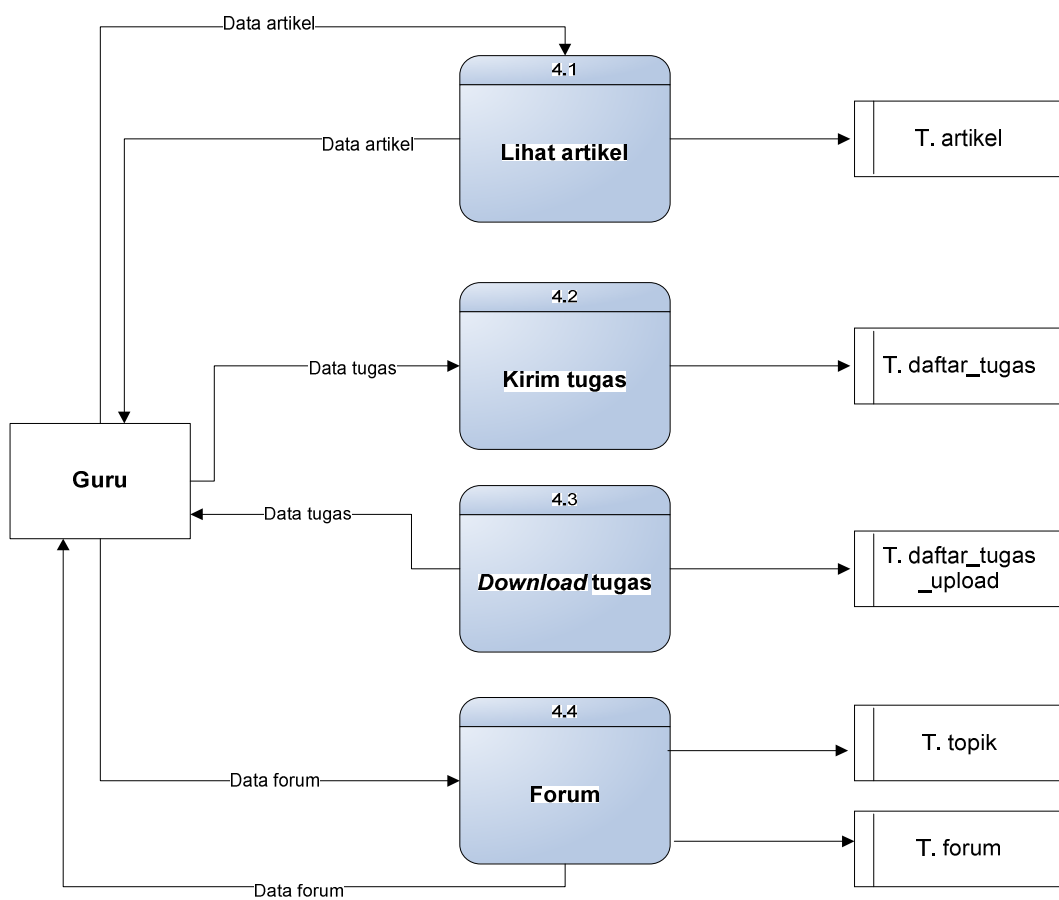 Data artikel
4.1
Lihat artikel
Data artikel
T. artikel
4.2
Kirim tugas
Data tugas
T. daftar_tugas
Guru
4.3
Download tugas
Data tugas
T. daftar_tugas
_upload
4.4
Forum
Data forum
T. topik
T. forum
Data forum